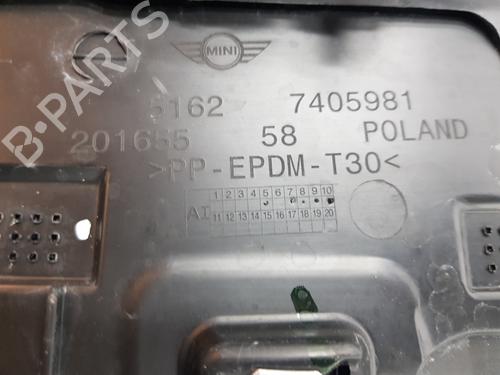 B-PARTS
MINI
5162 7405981
201655 58 POLAND
>PP-EPDM-T30<
1 2 3 4 5 6 7 8 9 10
AI
11 12 13 14 15 16 17 18 19 20